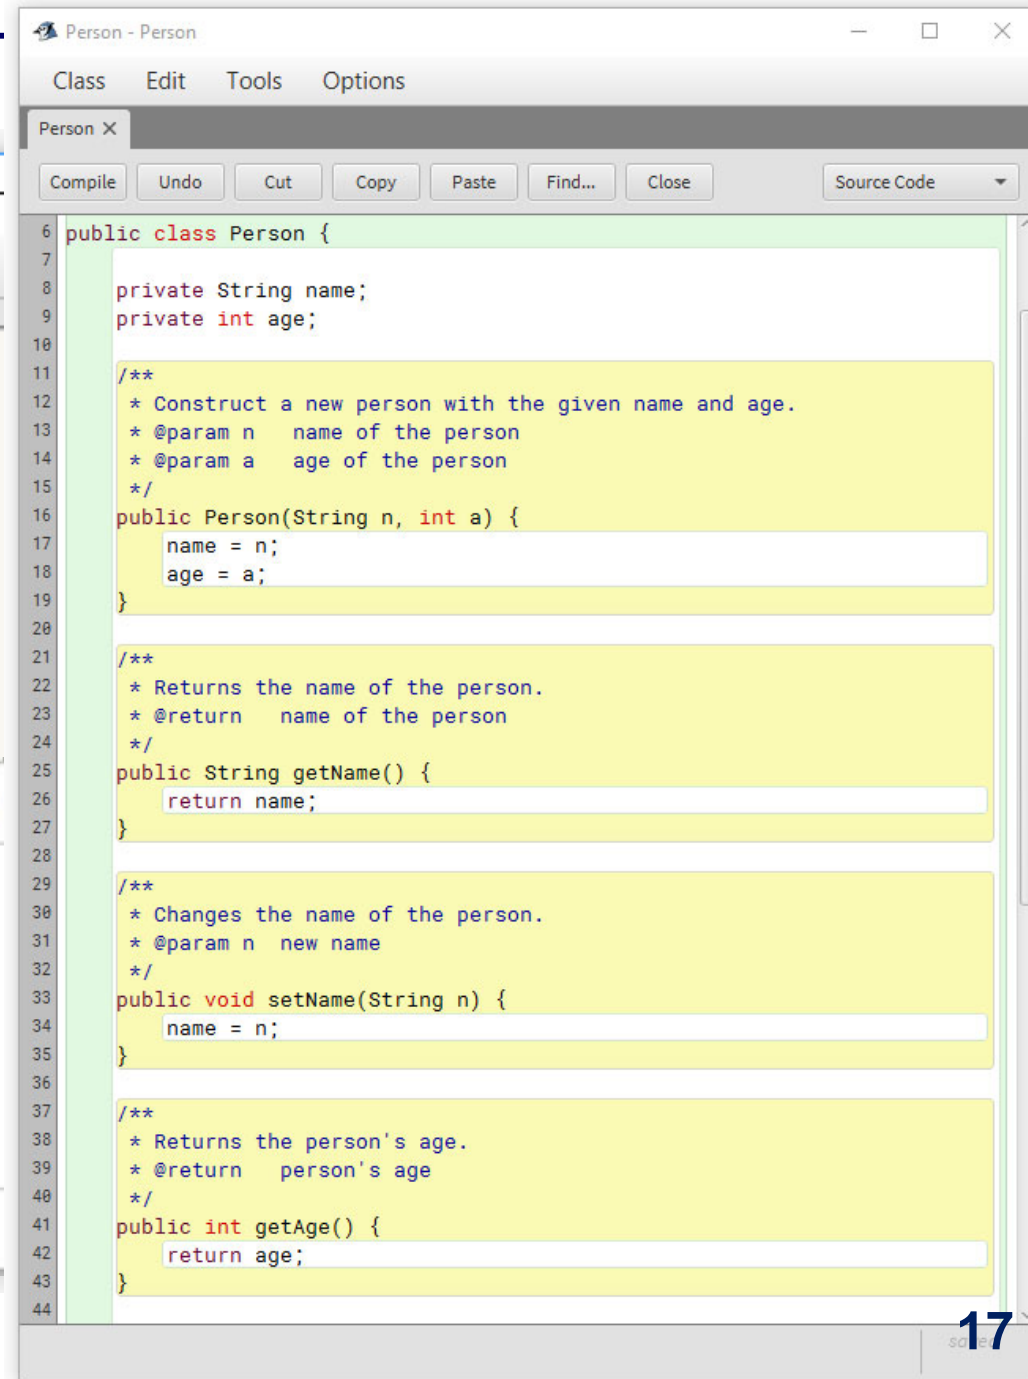 Person - Person
Class Edit Tools Options
Person
Compile Undo Cut Copy Paste Find... Close Source Code
6 public class Person {
7
8 private String name;
9 private int age;
10
11 /**
12 * Construct a new person with the given name and age.
13 * @param n name of the person
14 * @param a age of the person
15 */
16 public Person(String n, int a) {
17 name = n;
18 age = a;
19 }
20
21 /**
22 * Returns the name of the person.
23 * @return name of the person
24 */
25 public String getName() {
26 return name;
27 }
28
29 /**
30 * Changes the name of the person.
31 * @param n new name
32 */
33 public void setName(String n) {
34 name = n;
35 }
36
37 /**
38 * Returns the person's age.
39 * @return person's age
40 */
41 public int getAge() {
42 return age;
43 }
44
17